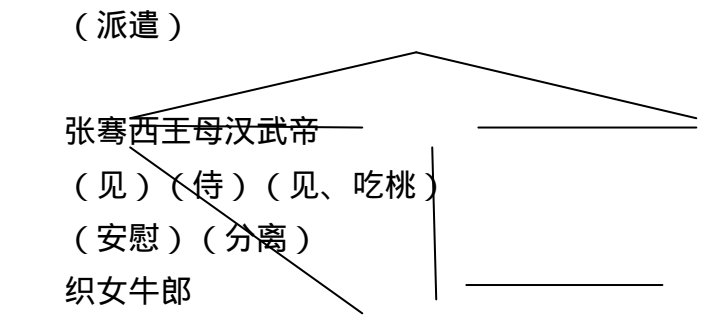 （派遣）
张骞西王母汉武帝
（见）（侍）（见、吃桃）
（安慰）（分离）
织女牛郎